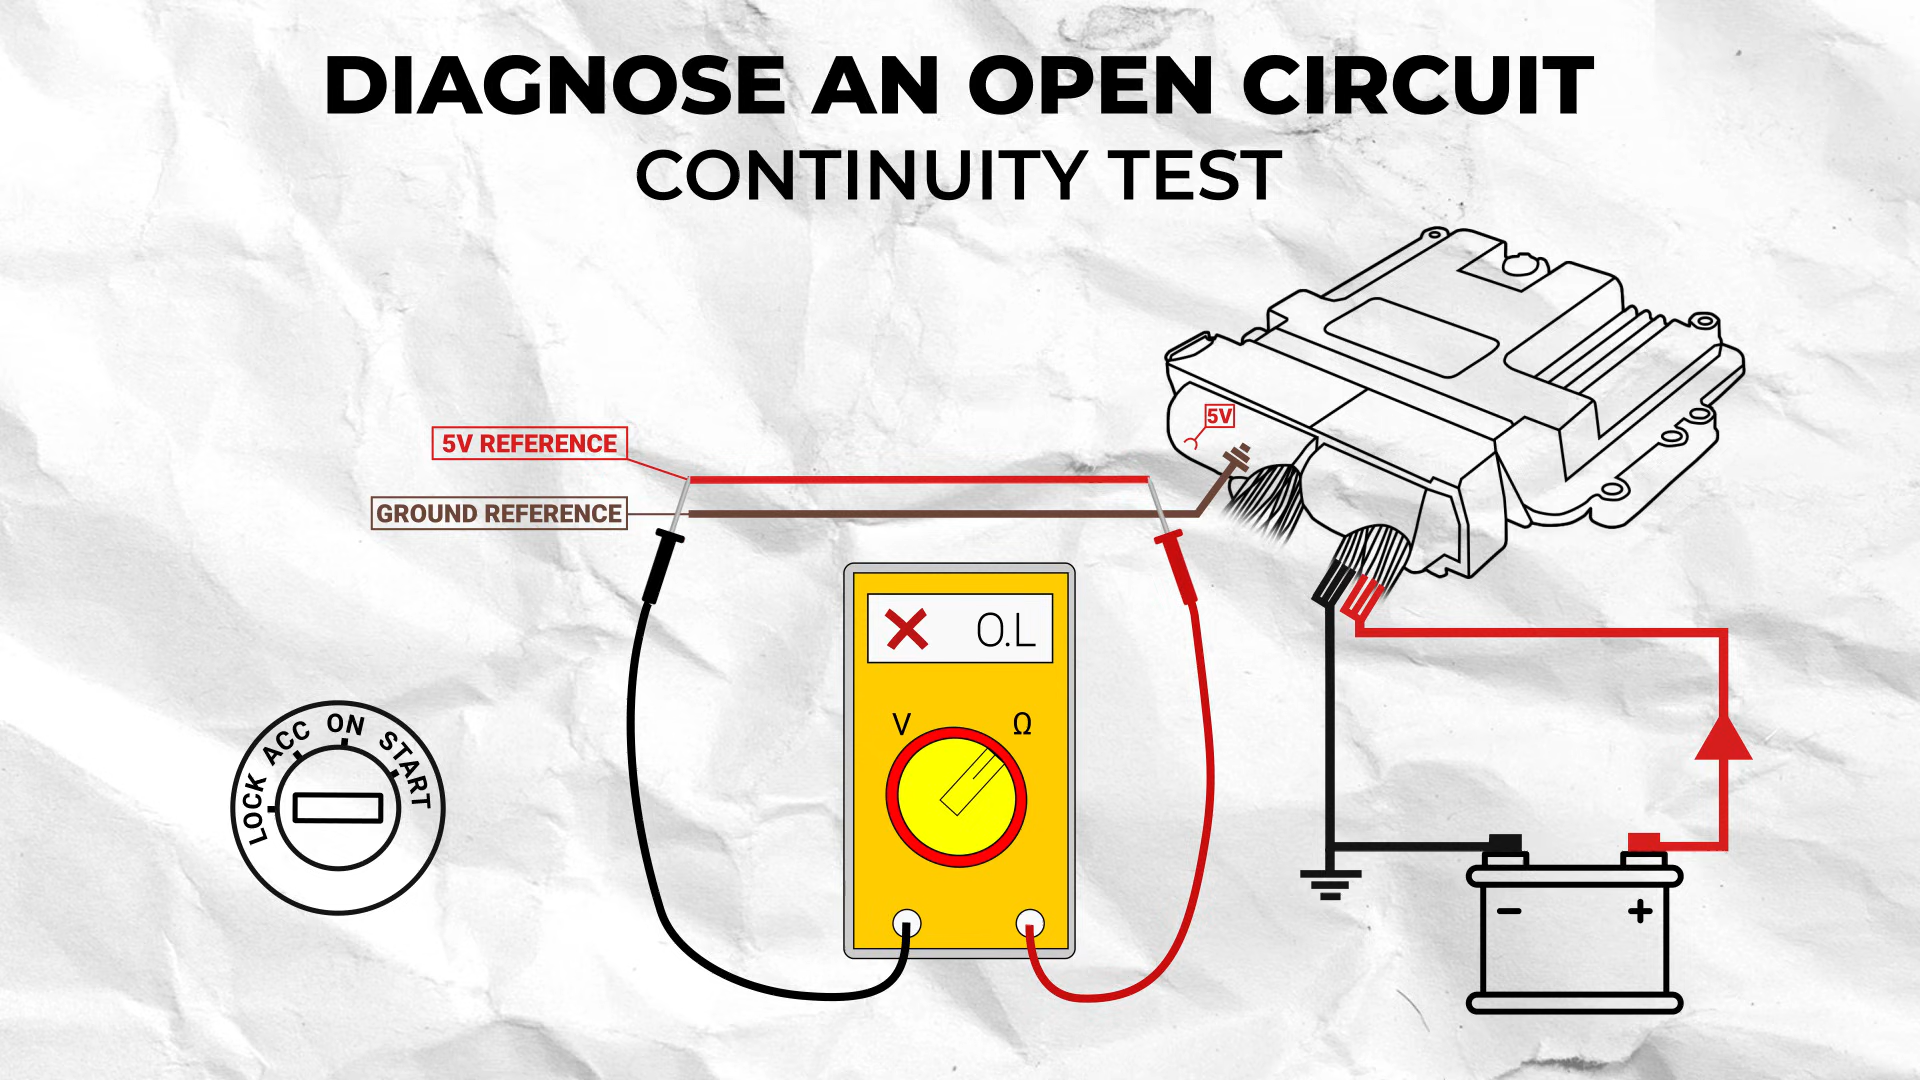 DIAGNOSE AN OPEN CIRCUIT
CONTINUITY TEST
5V
5V REFERENCE
GROUND REFERENCE
O.L
V Ω
LOCK ACC ON START
− +